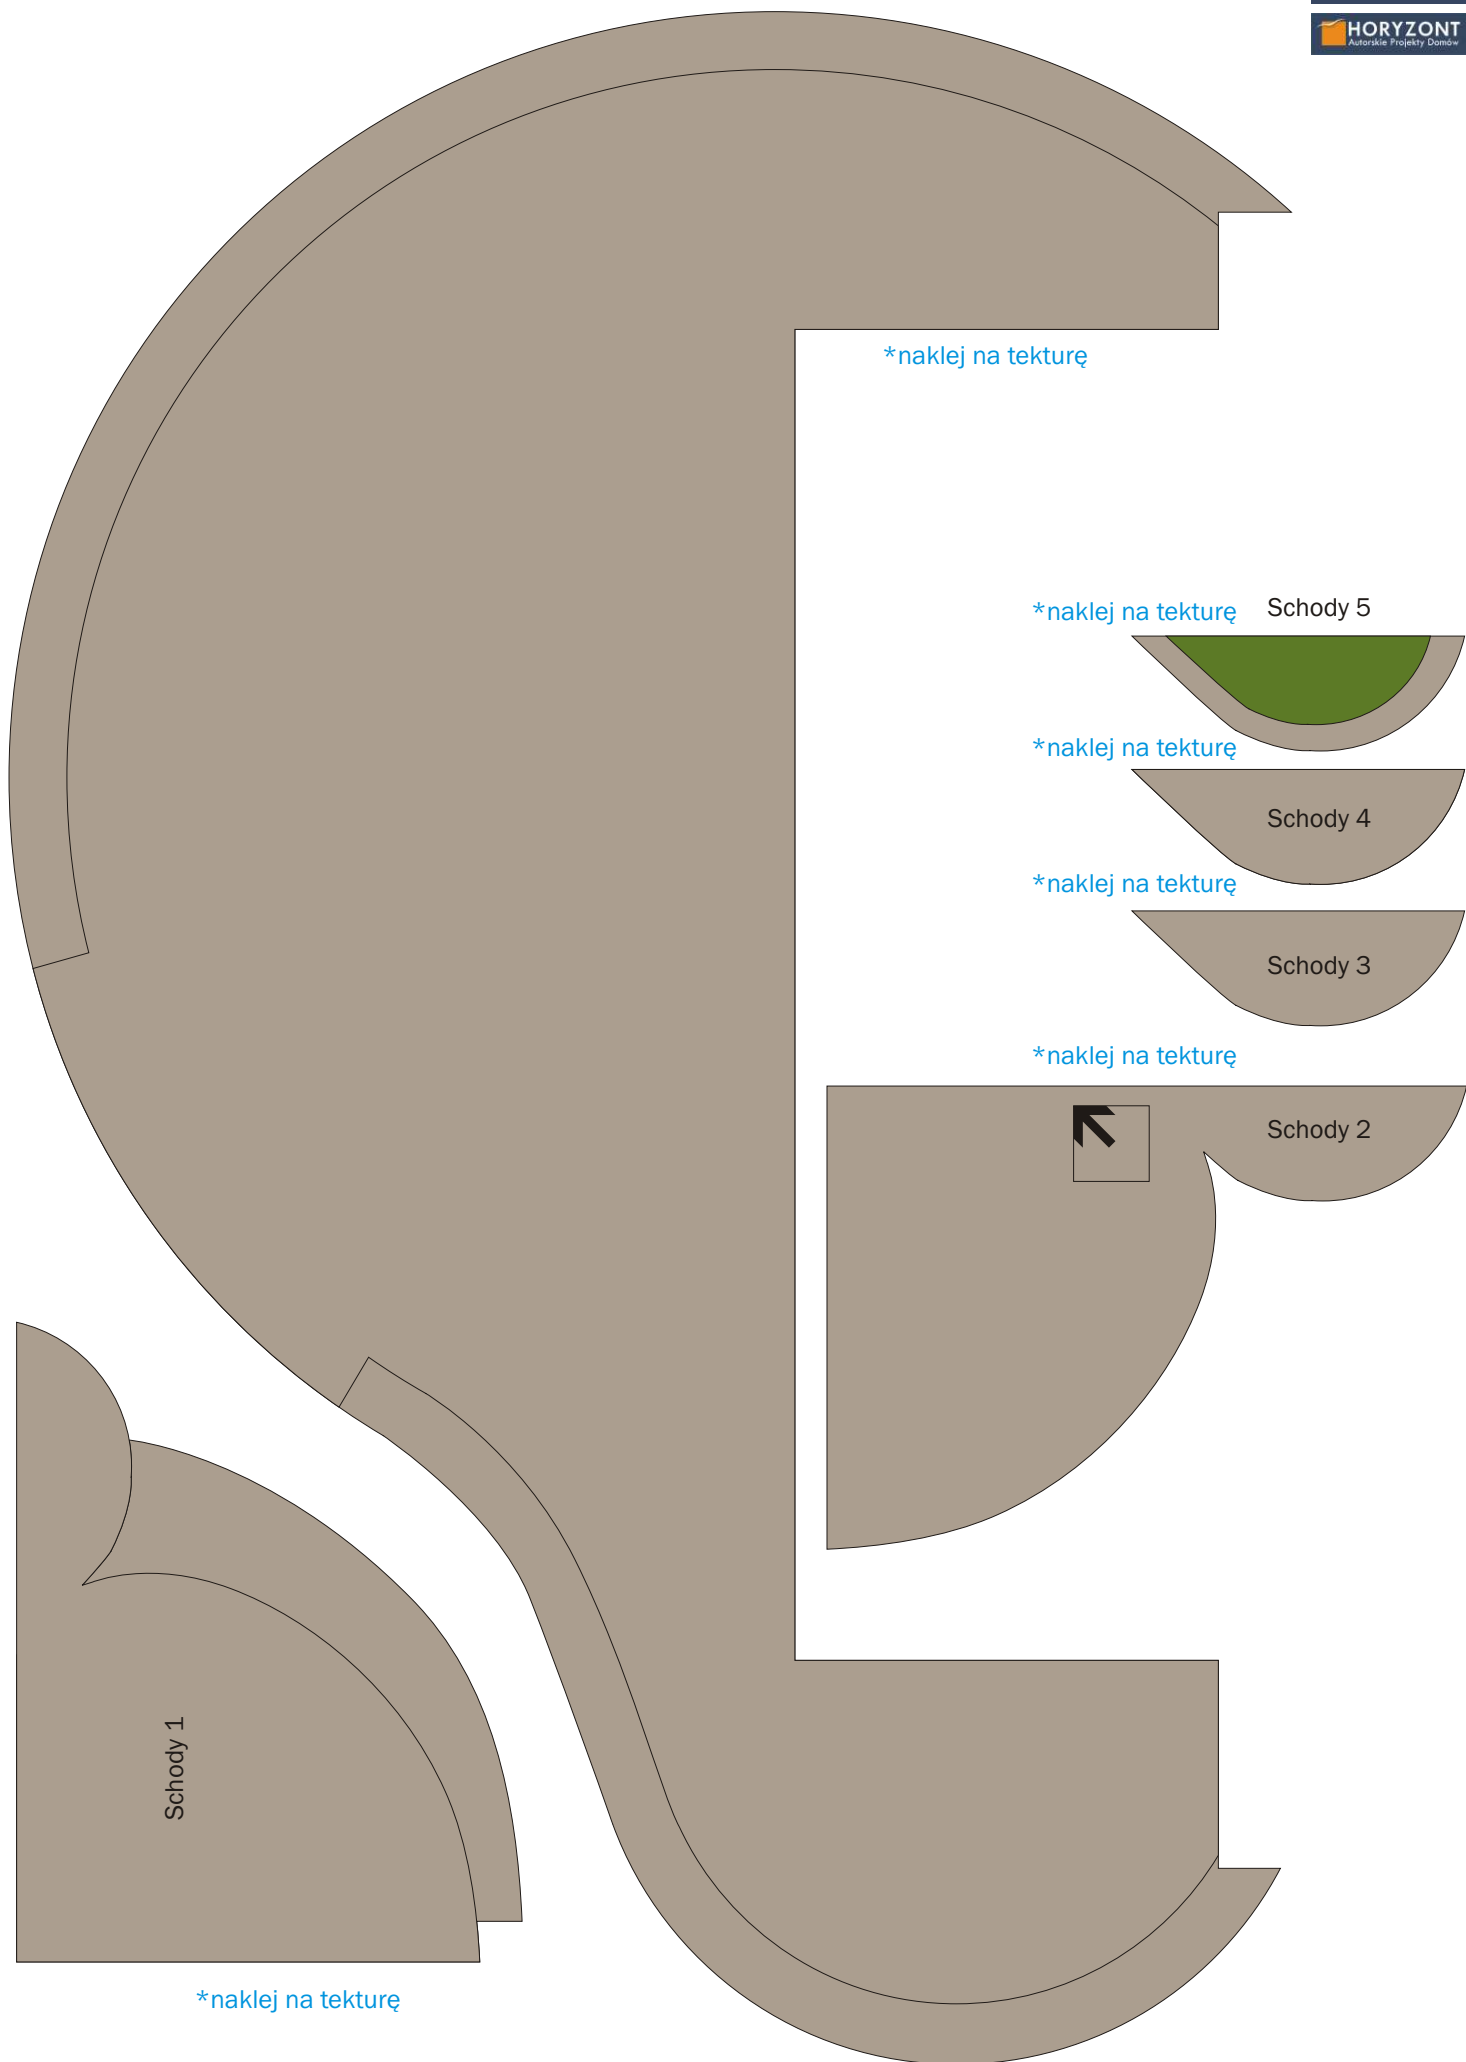 HORYZONT
Autorskie Projekty Domów
*naklej na tekturę
*naklej na tekturę
Schody 5
*naklej na tekturę
Schody 4
*naklej na tekturę
Schody 3
*naklej na tekturę
Schody 2
Schody 1
*naklej na tekturę